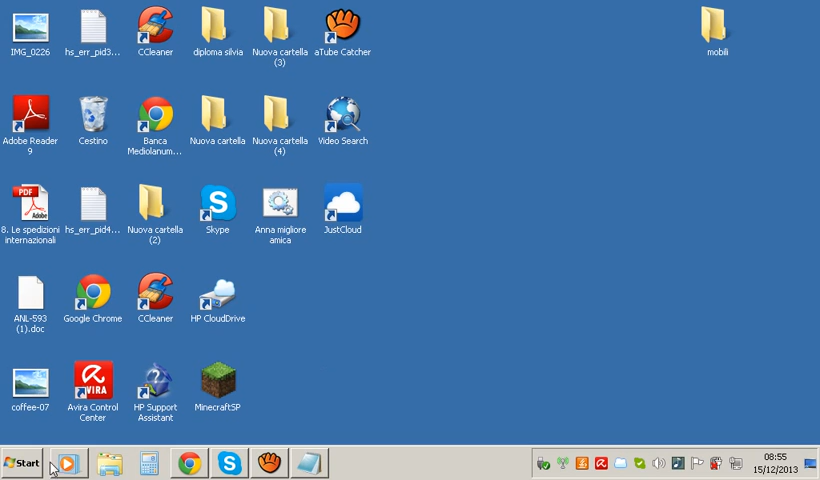 IMG_0226
hs_err_pid3...
CCleaner
diploma silvia
Nuova cartella
(3)
aTube Catcher
mobili
Adobe Reader
9
Cestino
Banca
Mediolanum...
Nuova cartella
Nuova cartella
(4)
Video Search
PDF
Adobe
8. Le spedizioni
internazionali
hs_err_pid4...
Nuova cartella
(2)
Skype
Anna migliore
amica
JustCloud
ANL-593
(1).doc
Google Chrome
CCleaner
HP CloudDrive
coffee-07
AVIRA
Avira Control
Center
HP Support
Assistant
MinecraftSP
Start
08:55
15/12/2013